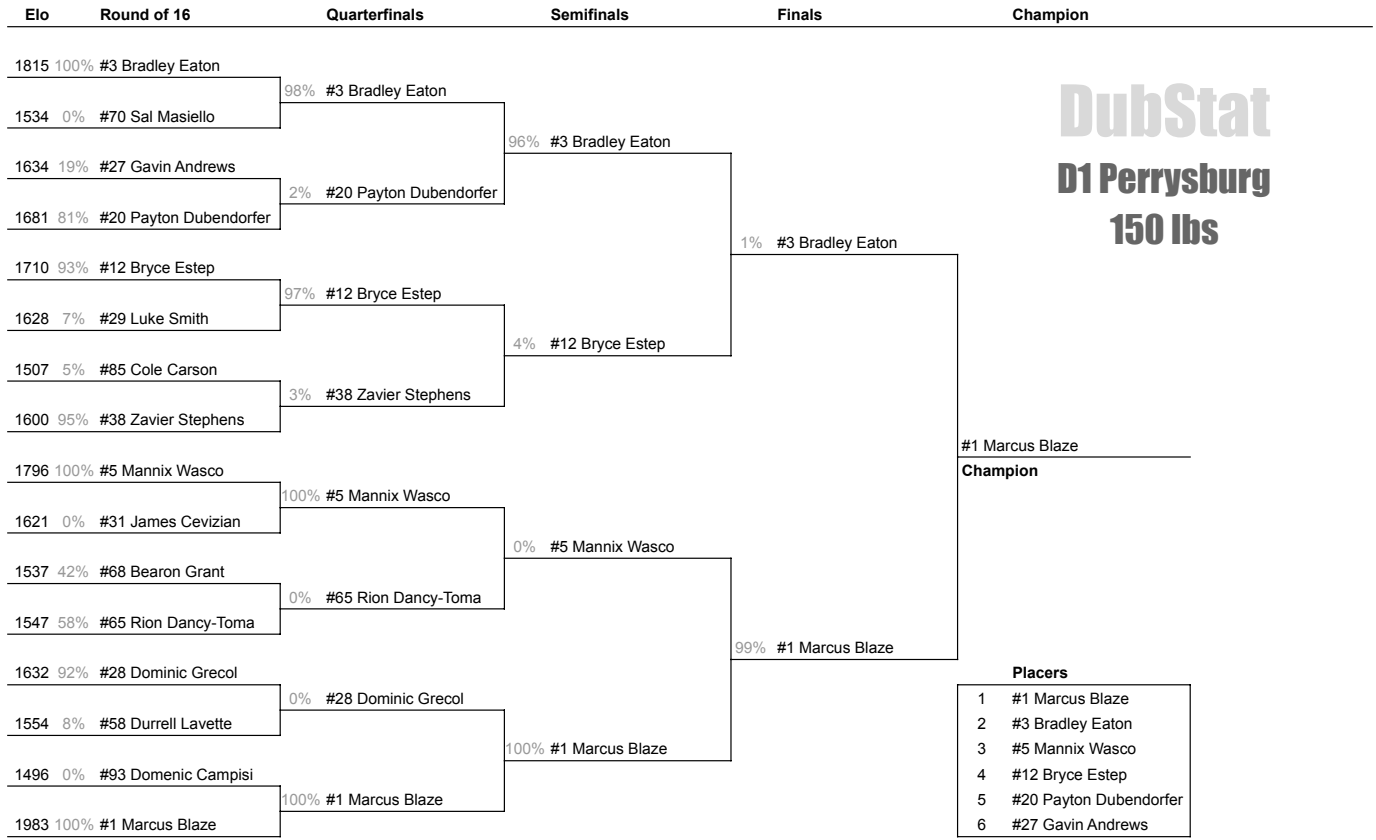 Elo Round of 16 Quarterfinals Semifinals Finals Champion
1815 100% #3 Bradley Eaton
98% #3 Bradley Eaton
1534 0% #70 Sal Masiello
96% #3 Bradley Eaton
1634 19% #27 Gavin Andrews
2% #20 Payton Dubendorfer
1681 81% #20 Payton Dubendorfer
1% #3 Bradley Eaton
1710 93% #12 Bryce Estep
97% #12 Bryce Estep
1628 7% #29 Luke Smith
4% #12 Bryce Estep
1507 5% #85 Cole Carson
3% #38 Zavier Stephens
1600 95% #38 Zavier Stephens
#1 Marcus Blaze
Champion
1796 100% #5 Mannix Wasco
100% #5 Mannix Wasco
1621 0% #31 James Cevizian
0% #5 Mannix Wasco
1537 42% #68 Bearon Grant
0% #65 Rion Dancy-Toma
1547 58% #65 Rion Dancy-Toma
99% #1 Marcus Blaze
1632 92% #28 Dominic Grecol
0% #28 Dominic Grecol
1554 8% #58 Durrell Lavette
100% #1 Marcus Blaze
1496 0% #93 Domenic Campisi
100% #1 Marcus Blaze
1983 100% #1 Marcus Blaze
DubStat
D1 Perrysburg
150 lbs
Placers
1 #1 Marcus Blaze
2 #3 Bradley Eaton
3 #5 Mannix Wasco
4 #12 Bryce Estep
5 #20 Payton Dubendorfer
6 #27 Gavin Andrews